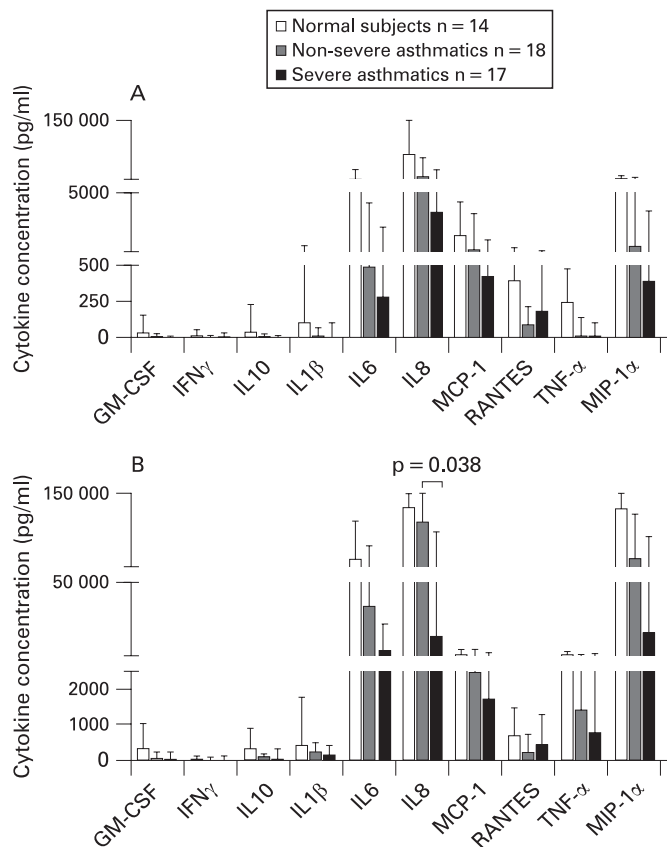 Normal subjects n = 14
Non-severe asthmatics n = 18
Severe asthmatics n = 17
A
Cytokine concentration (pg/ml)
150 000
5000
500
250
0
GM-CSF
IFNγ
IL10
IL1β
IL6
IL8
MCP-1
RANTES
TNF-α
MIP-1α
B
p = 0.038
Cytokine concentration (pg/ml)
150 000
50 000
2000
1000
0
GM-CSF
IFNγ
IL10
IL1β
IL6
IL8
MCP-1
RANTES
TNF-α
MIP-1α